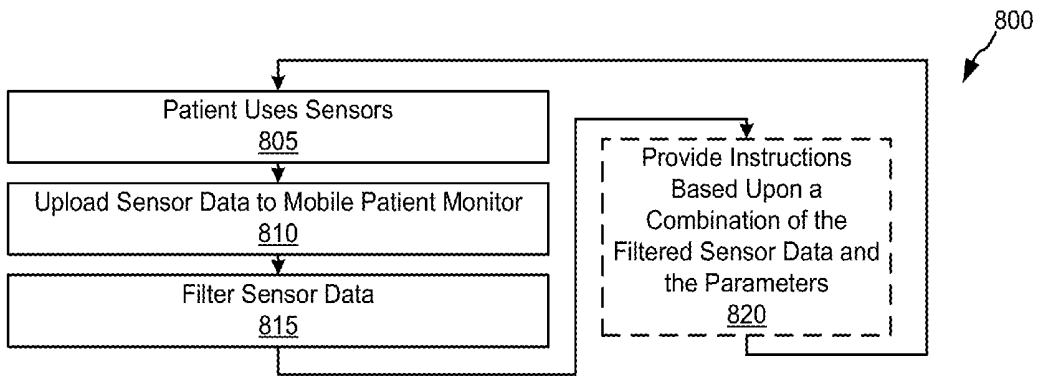 800
Patient Uses Sensors
805
Upload Sensor Data to Mobile Patient Monitor
810
Filter Sensor Data
815
Provide Instructions
Based Upon a
Combination of the
Filtered Sensor Data and
the Parameters
820